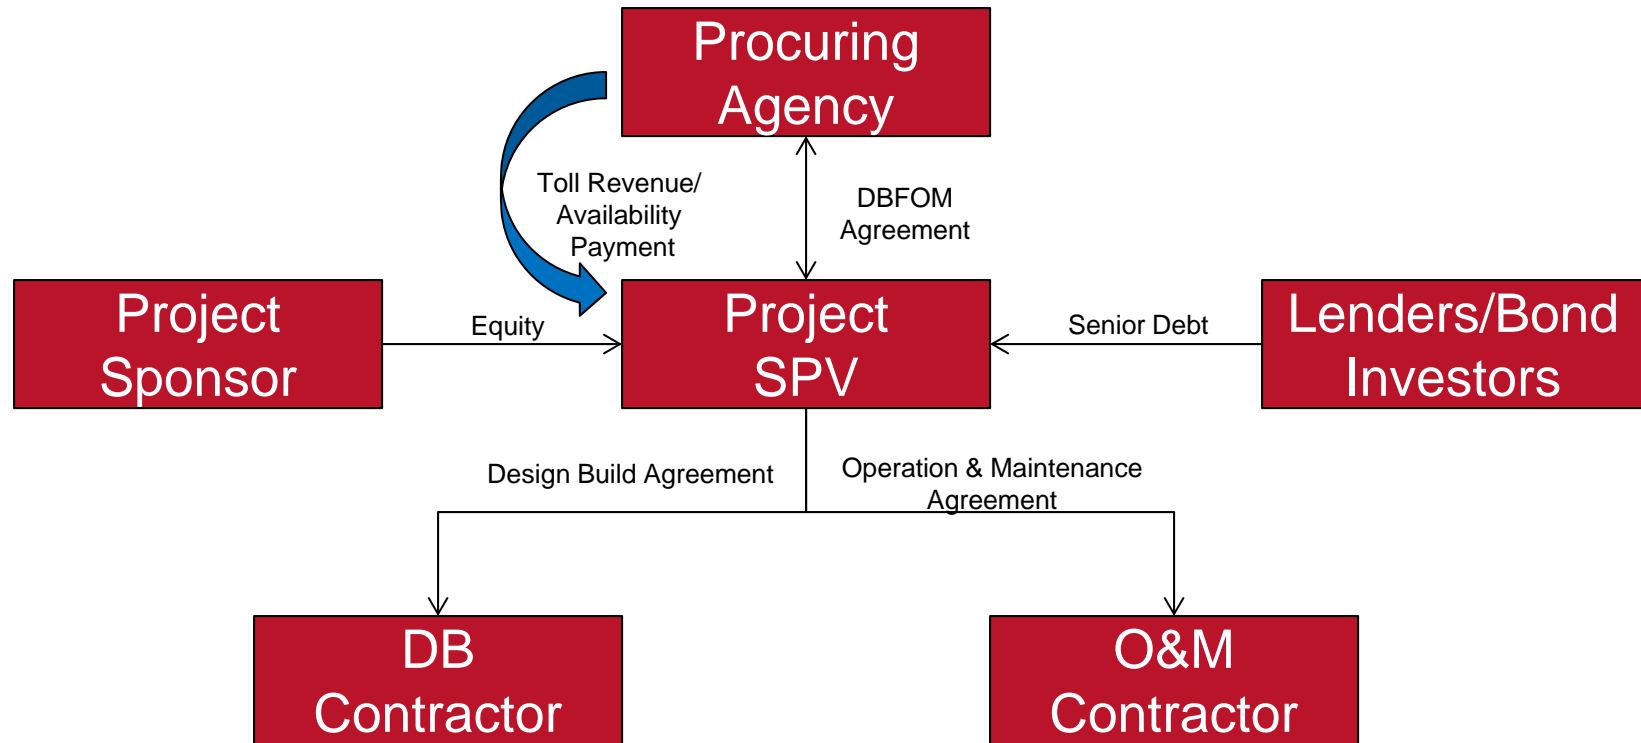 Procuring
Agency
Toll Revenue/
Availability
Payment
DBFOM
Agreement
Project
Sponsor
Equity
Project
SPV
Senior Debt
Lenders/Bond
Investors
Design Build Agreement
Operation & Maintenance
Agreement
DB
Contractor
O&M
Contractor